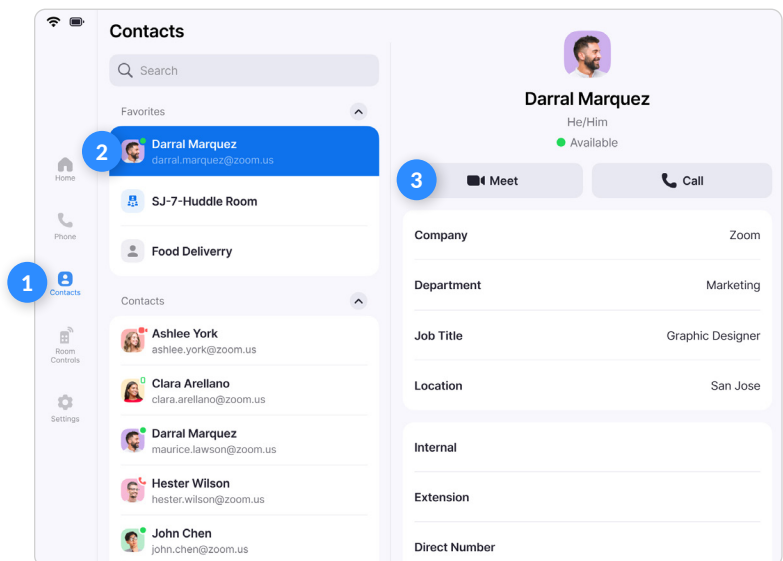 Contacts
Search
Favorites
2
Darral Marquez
darral.marquez@zoom.us
SJ-7-Huddle Room
Food Delivery
Home
Phone
1
Contacts
Room
Controls
Settings
Contacts
Ashlee York
ashlee.york@zoom.us
Clara Arellano
clara.arellano@zoom.us
Darral Marquez
maurice.lawson@zoom.us
Hester Wilson
hester.wilson@zoom.us
John Chen
john.chen@zoom.us
Darral Marquez
He/Him
Available
3
Meet
Call
Company Zoom
Department Marketing
Job Title Graphic Designer
Location San Jose
Internal
Extension
Direct Number